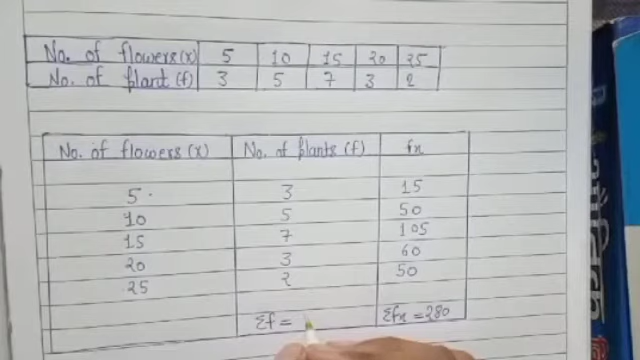 No. of flowers(x) 5 10 15 20 25
No. of plant (f) 3 5 7 3 2
No. of flowers (x) No. of plants (f) fx
5 3 15
10 5 50
15 7 105
20 3 60
25 2 50
Σf = Σfx = 280